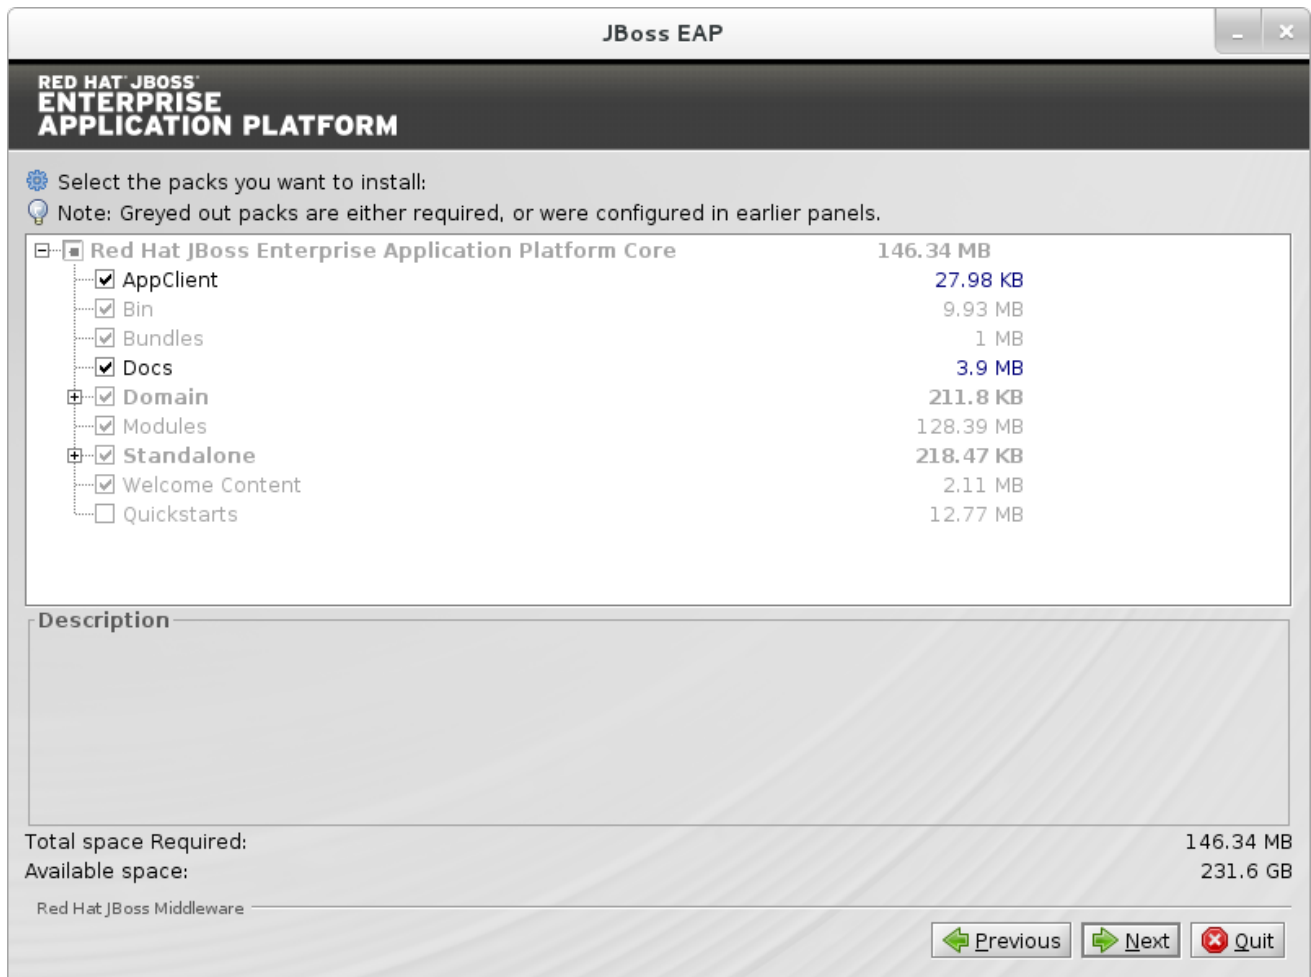 JBoss EAP
RED HAT JBOSS
ENTERPRISE
APPLICATION PLATFORM
Select the packs you want to install:
Note: Greyed out packs are either required, or were configured in earlier panels.
Red Hat JBoss Enterprise Application Platform Core 146.34 MB
AppClient 27.98 KB
Bin 9.93 MB
Bundles 1 MB
Docs 3.9 MB
Domain 211.8 KB
Modules 128.39 MB
Standalone 218.47 KB
Welcome Content 2.11 MB
Quickstarts 12.77 MB
Description
Total space Required: 146.34 MB
Available space: 231.6 GB
Red Hat JBoss Middleware
Previous Next Quit